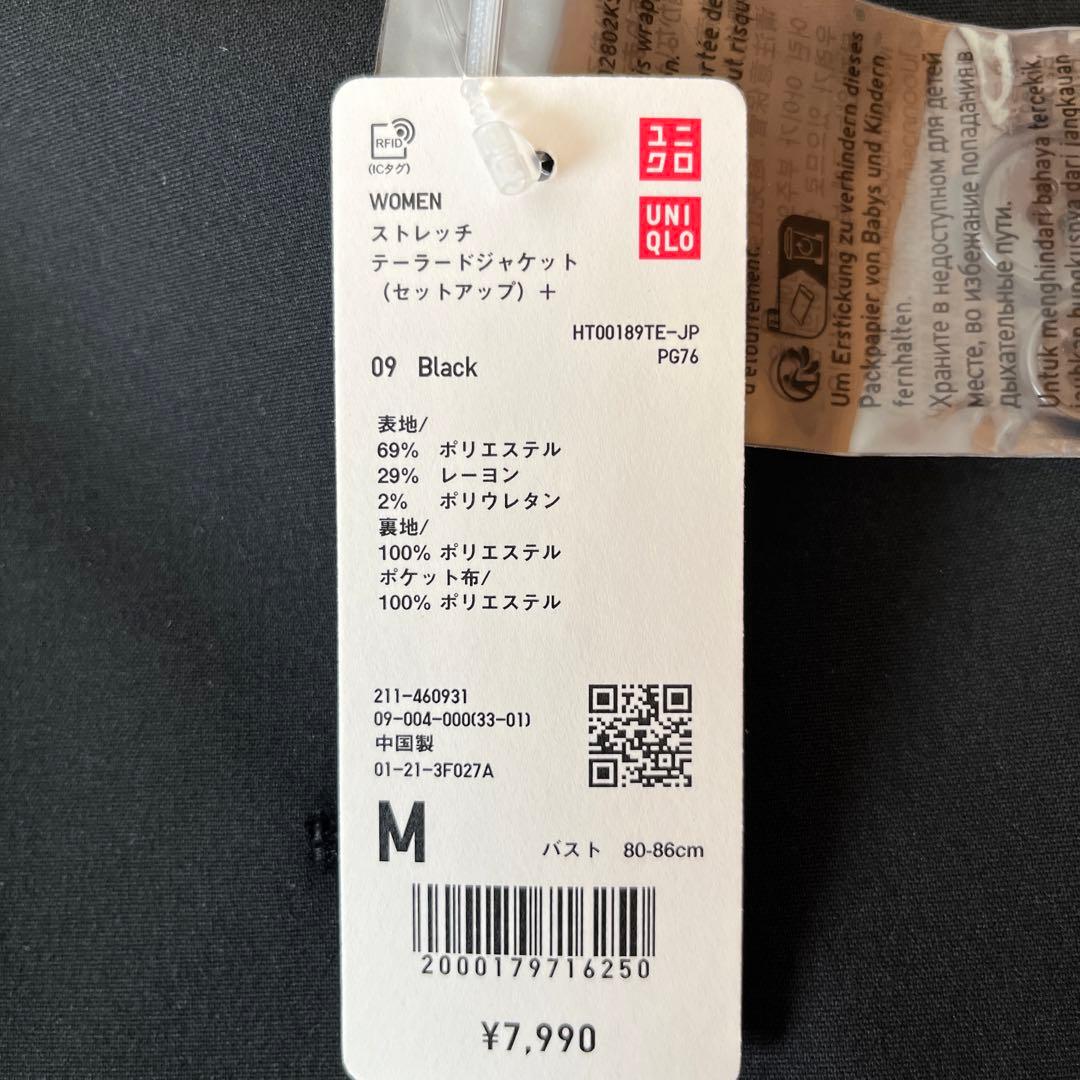 RFID
(ICタグ)
ユニ
クロ
UNI
QLO
WOMEN
ストレッチ
テーラードジャケット
（セットアップ）＋
HT00189TE-JP
PG76
09 Black
表地/
69% ポリエステル
29% レーヨン
2% ポリウレタン
裏地/
100% ポリエステル
ポケット布/
100% ポリエステル
211-460931
09-004-000(33-01)
中国製
01-21-3F027A
M
バスト 80-86cm
2000179716250
¥7,990
Um Erstickung zu verhindern dieses
Packpapier von Babys und Kindern
fernhalten.
Храните в недоступном для детей
месте, во избежание попадания в
дыхательные пути.
Untuk menghindari bahaya tercekik,
bungkusnya dari jangkauan